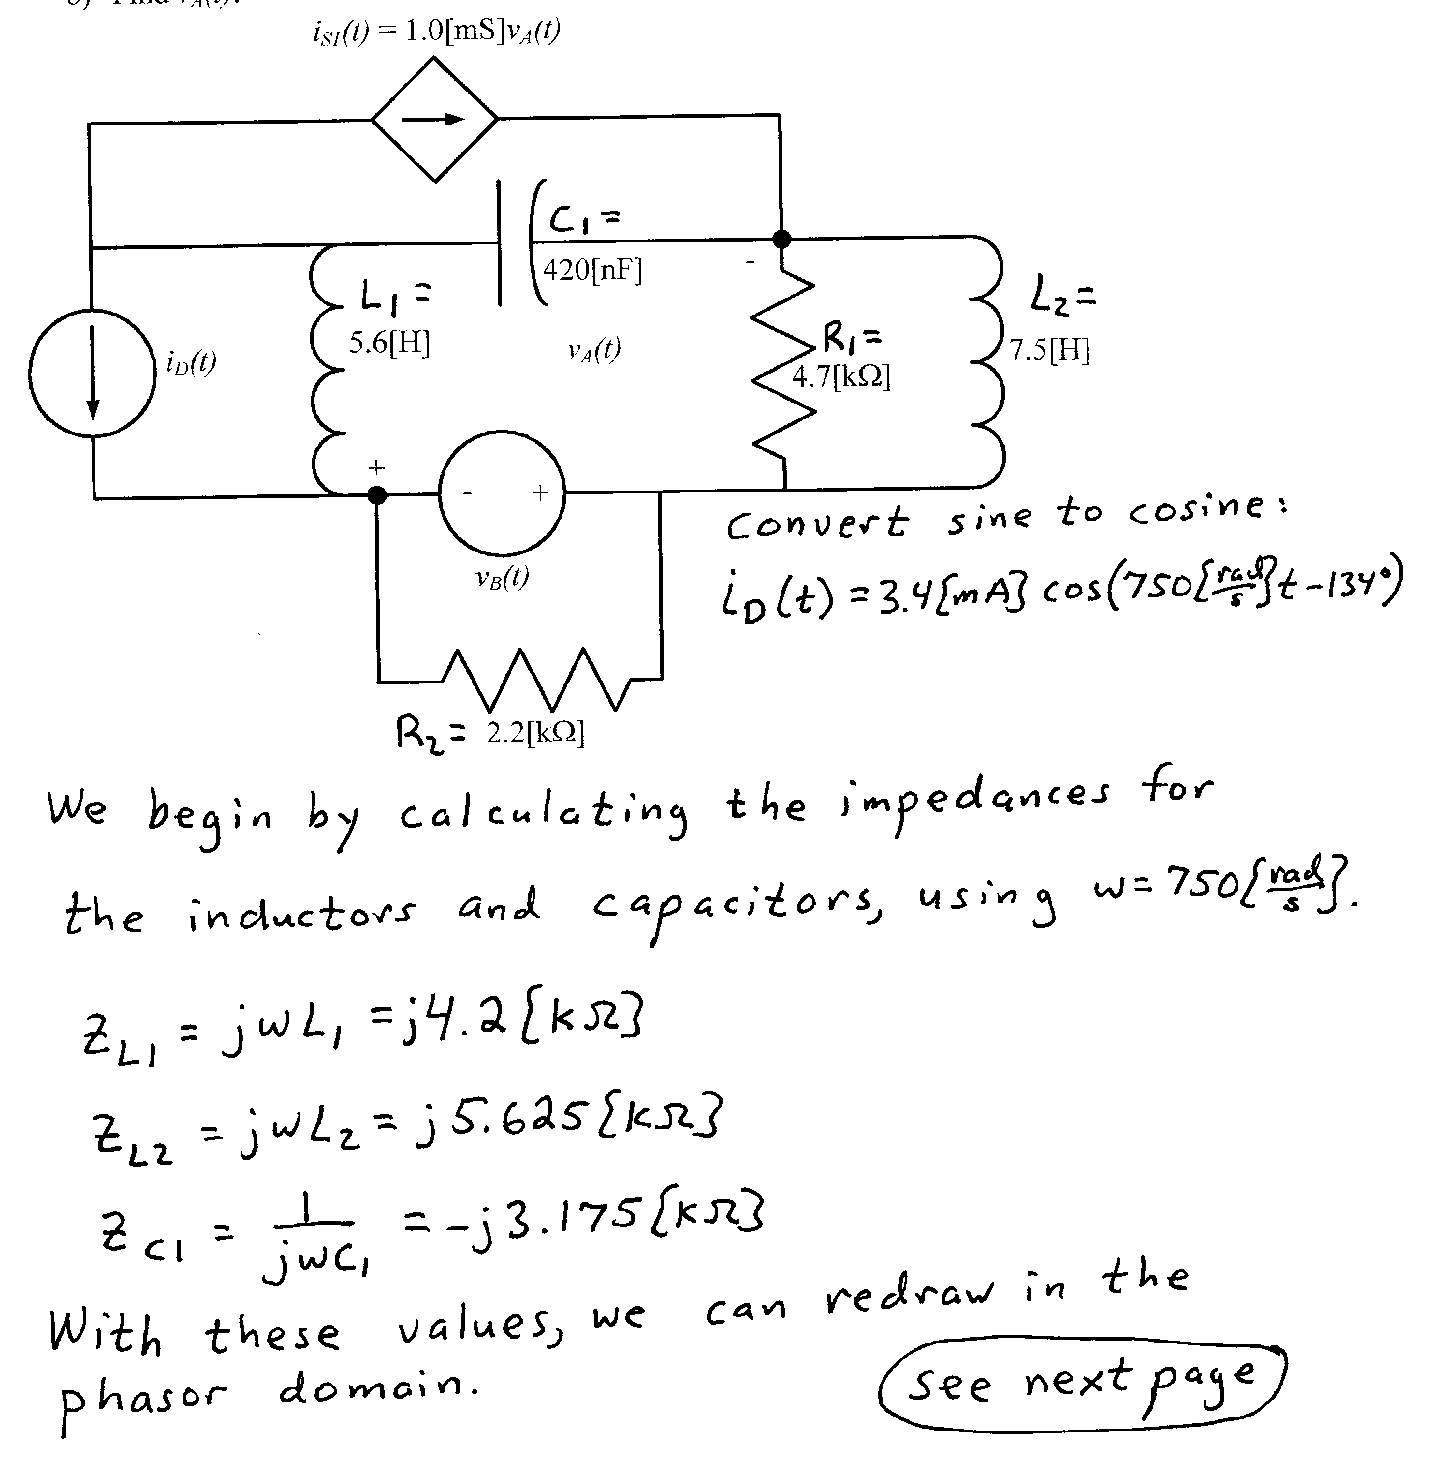 b) Find vA(t).
iS1(t) = 1.0[mS]vA(t)
C1 =
420[nF]
L1 =
5.6[H]
iD(t)
vA(t)
-
R1 =
4.7[kΩ]
L2 =
7.5[H]
+
- +
vB(t)
R2 = 2.2[kΩ]
Convert sine to cosine:
iD(t) = 3.4[mA] cos(750[rad/s]t - 134°)
We begin by calculating the impedances for
the inductors and capacitors, using w = 750[rad/s].
ZL1 = jwL1 = j4.2[kΩ]
ZL2 = jwL2 = j5.625[kΩ]
ZC1 = 1/jwC1 = -j3.175[kΩ]
With these values, we can redraw in the
phasor domain.
see next page